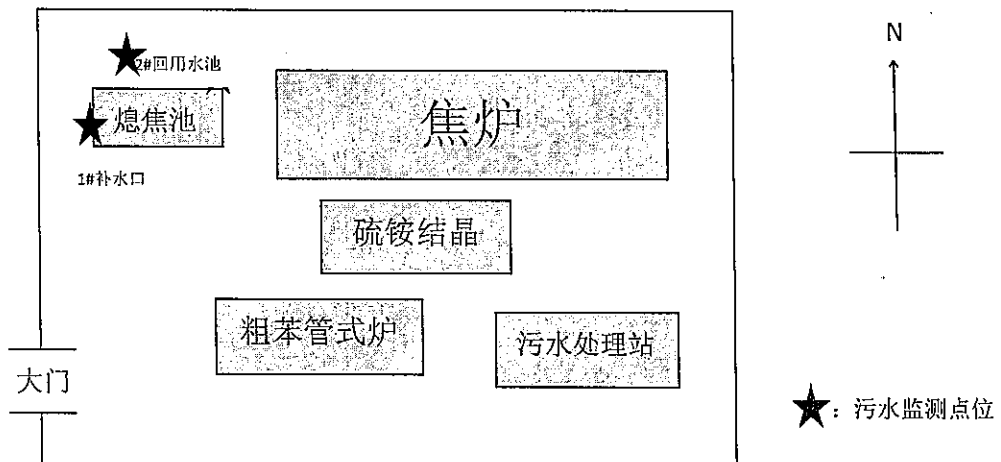 N
2#回用水池
熄焦池
焦炉
1#补水口
硫铵结晶
粗苯管式炉
污水处理站
大门
：污水监测点位